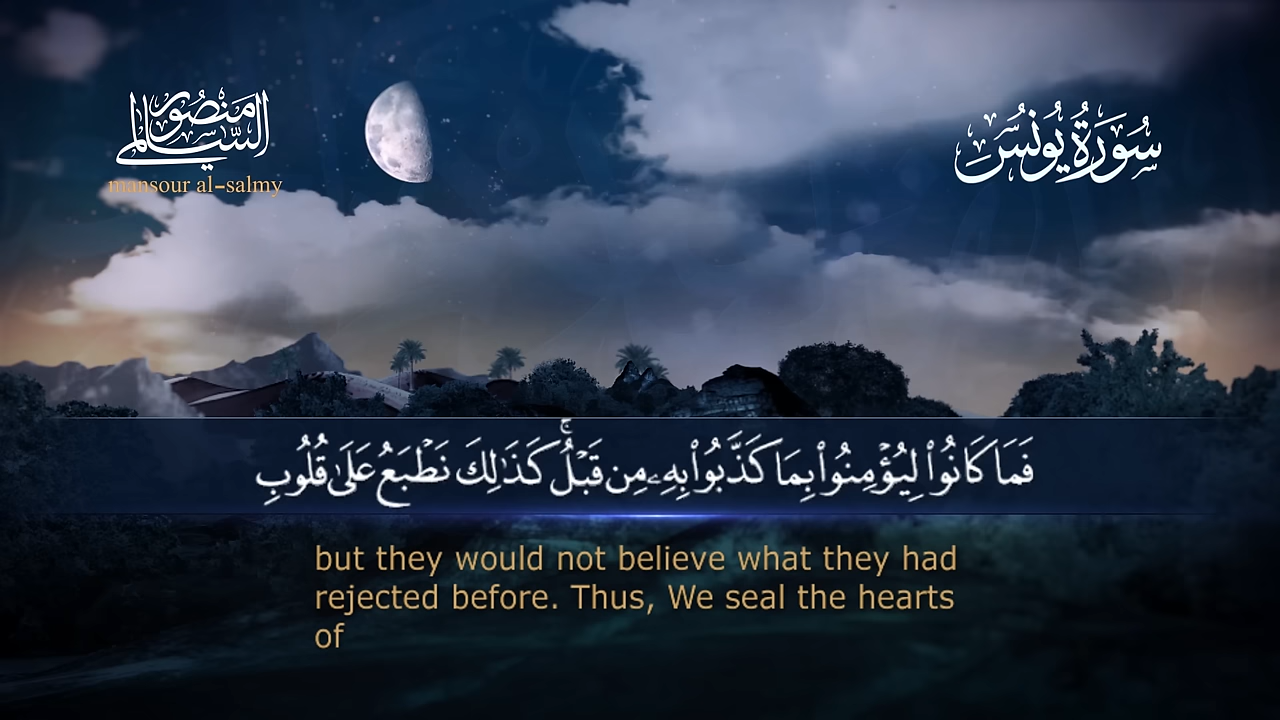 منصور السالمي
mansour al-salmy
سُورَةُ يُونُسَ
فَمَا كَانُوا۟ لِيُؤْمِنُوا۟ بِمَا كَذَّبُوا۟ بِهِۦ مِن قَبْلُ ۚ كَذَٰلِكَ نَطْبَعُ عَلَىٰ قُلُوبِ
but they would not believe what they had
rejected before. Thus, We seal the hearts
of